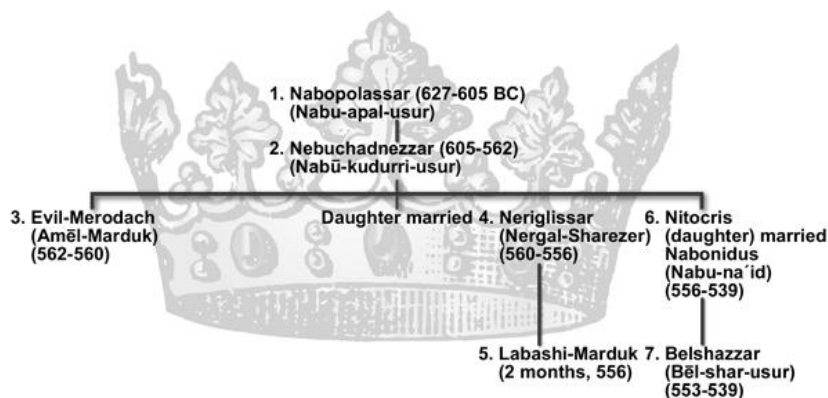 1. Nabopolassar (627-605 BC)
(Nabu-apal-usur)
2. Nebuchadnezzar (605-562)
(Nabū-kudurri-usur)
3. Evil-Merodach
(Amēl-Marduk)
(562-560)
Daughter married 4. Neriglissar
(Nergal-Sharezer)
(560-556)
6. Nitocris
(daughter) married
Nabonidus
(Nabu-na´id)
(556-539)
5. Labashi-Marduk
(2 months, 556)
7. Belshazzar
(Bēl-shar-usur)
(553-539)